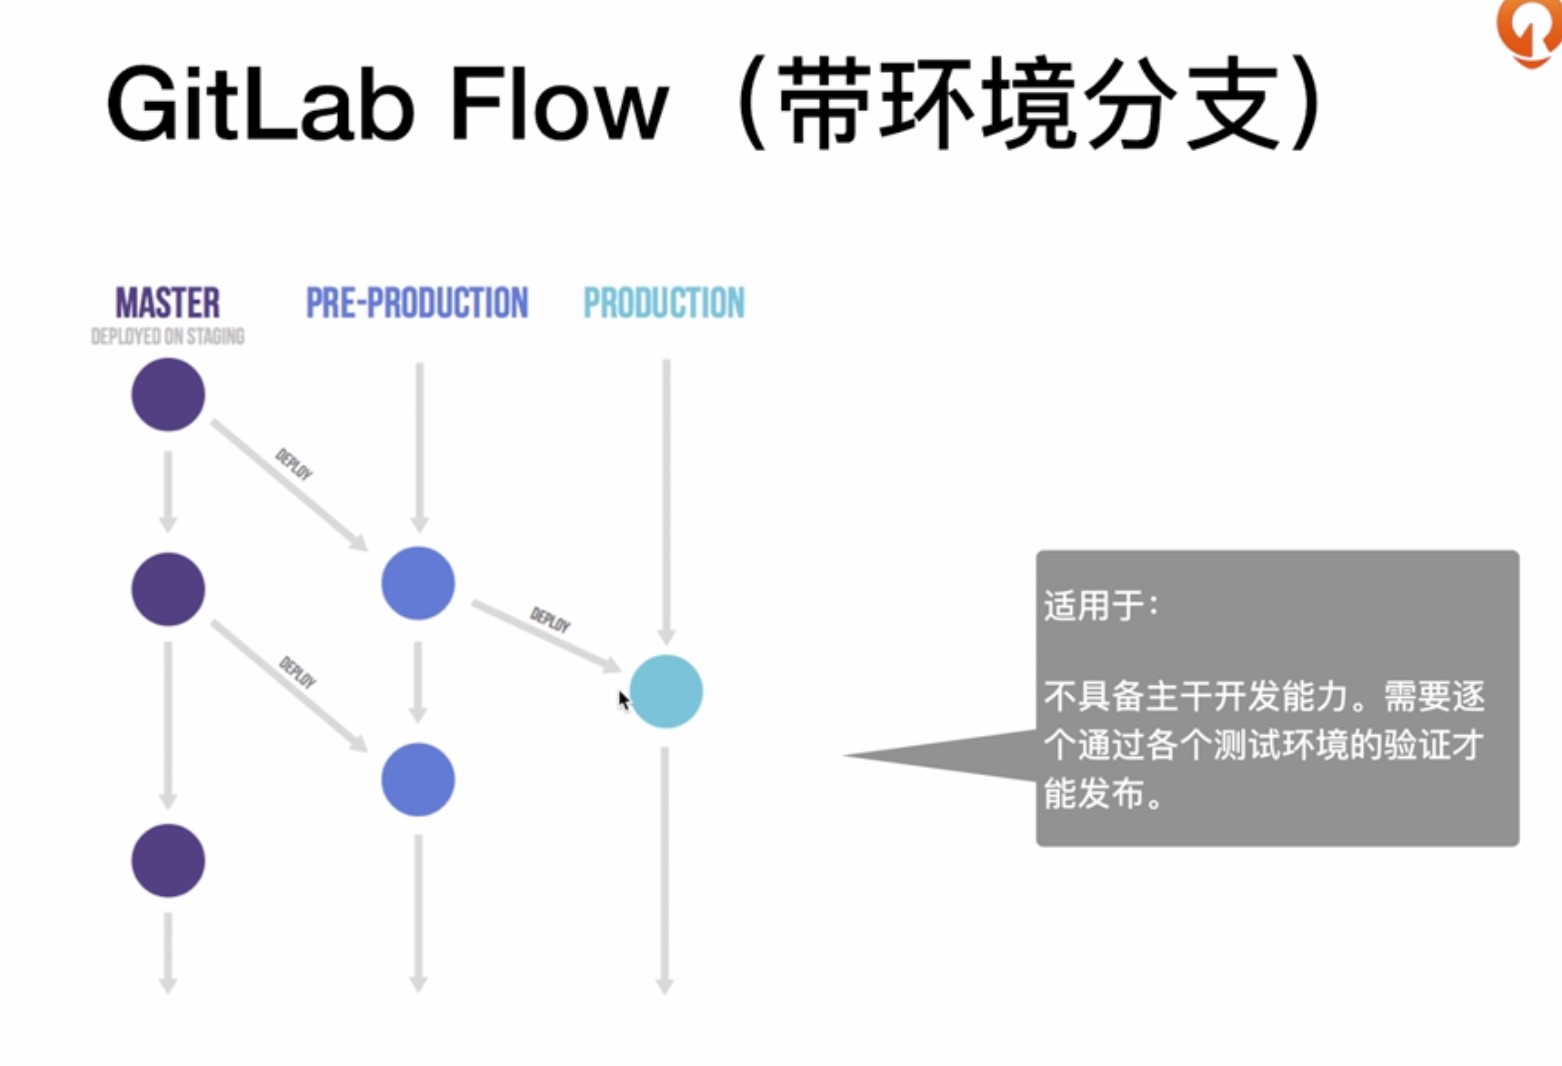 GitLab Flow（带环境分支）
MASTER
DEPLOYED ON STAGING
PRE-PRODUCTION
PRODUCTION
DEPLOY
DEPLOY
DEPLOY
适用于：
不具备主干开发能力。需要逐
个通过各个测试环境的验证才
能发布。